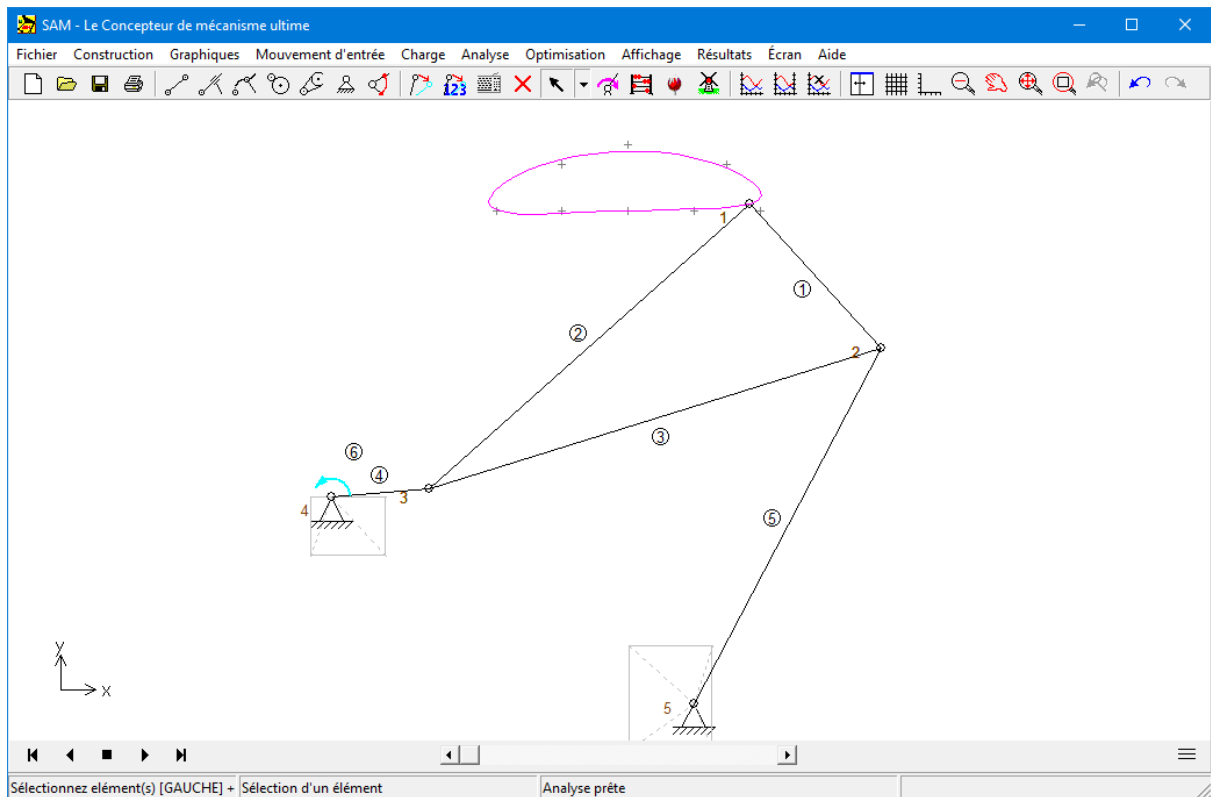 SAM - Le Concepteur de mécanisme ultime
Fichier Construction Graphiques Mouvement d'entrée Charge Analyse Optimisation Affichage Résultats Écran Aide
123
1
①
②
2
③
⑥
④
3
4
⑤
5
y
x
Sélectionnez elément(s) [GAUCHE] + Sélection d'un élément Analyse prête